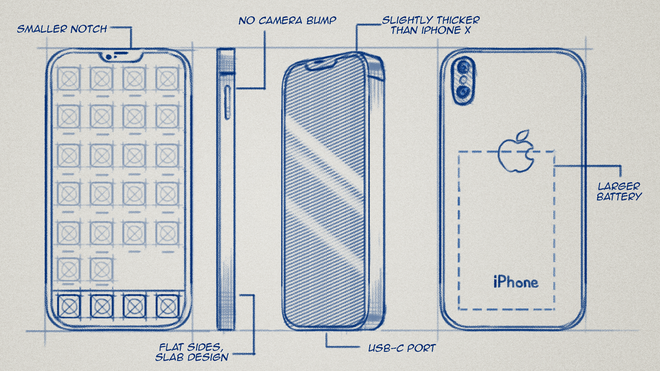 SMALLER NOTCH
NO CAMERA BUMP
SLIGHTLY THICKER
THAN IPHONE X
LARGER
BATTERY
iPhone
FLAT SIDES,
SLAB DESIGN
USB-C PORT